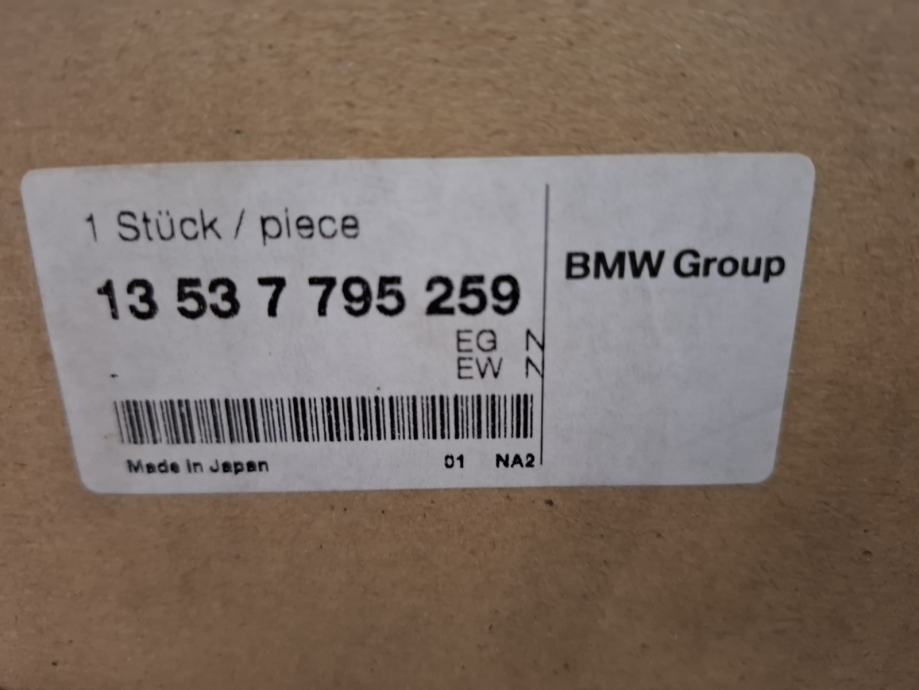 1 Stück / piece
13 53 7 795 259
BMW Group
EG N
EW N
-
Made in Japan 01 NA2